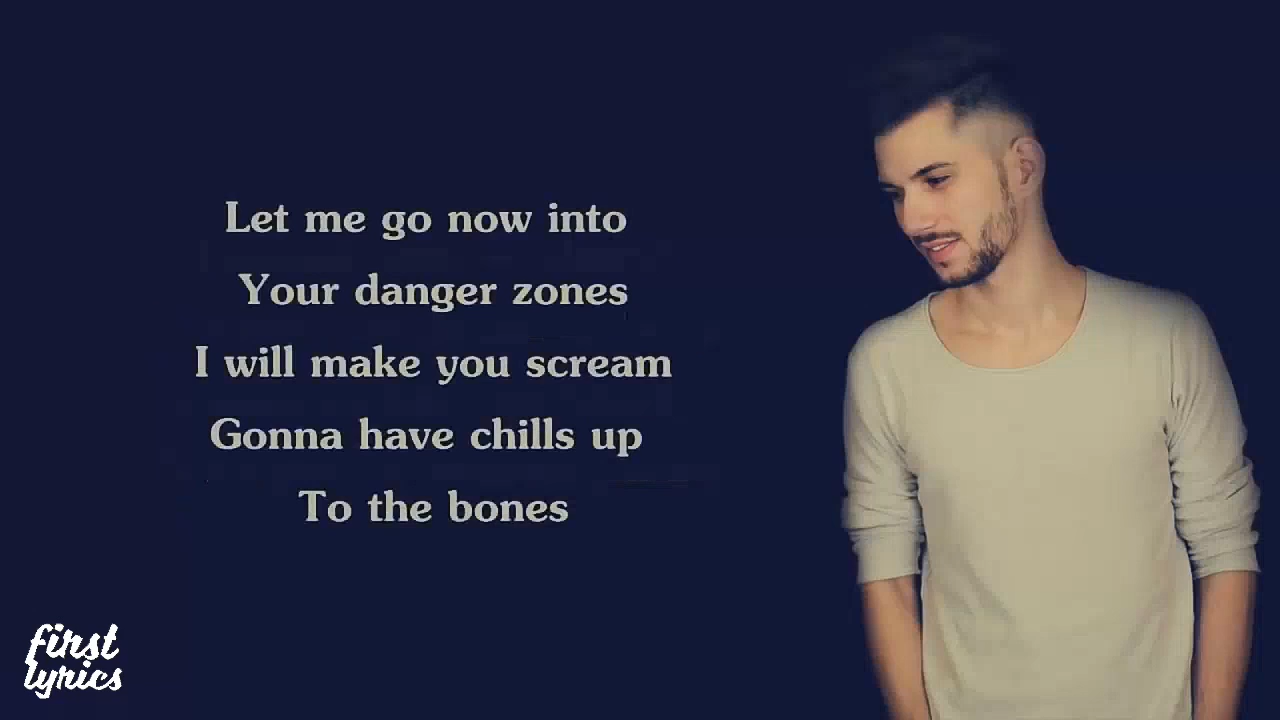 Let me go now into
Your danger zones
I will make you scream
Gonna have chills up
To the bones
first
lyrics